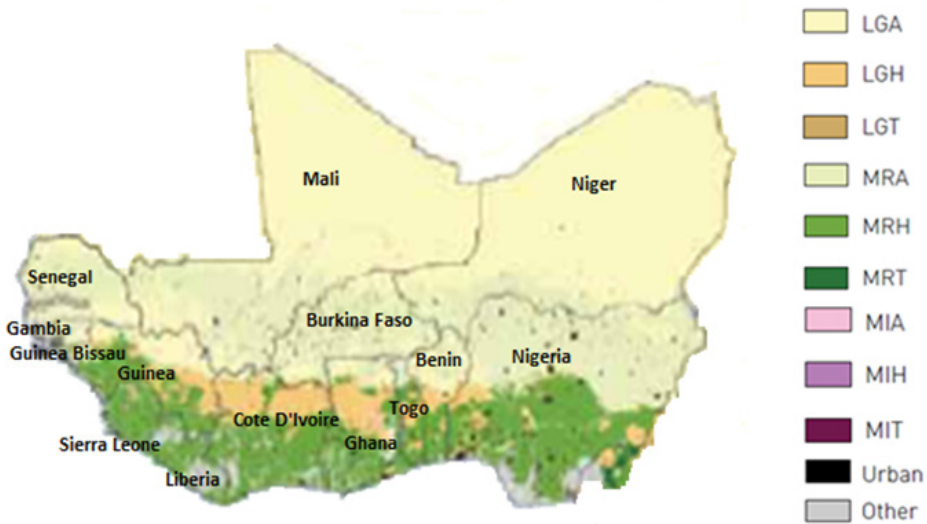 Mali
Niger
Senegal
Burkina Faso
Gambia
Guinea Bissau
Benin
Nigeria
Guinea
Togo
Cote D'Ivoire
Ghana
Sierra Leone
Liberia
LGA
LGH
LGT
MRA
MRH
MRT
MIA
MIH
MIT
Urban
Other